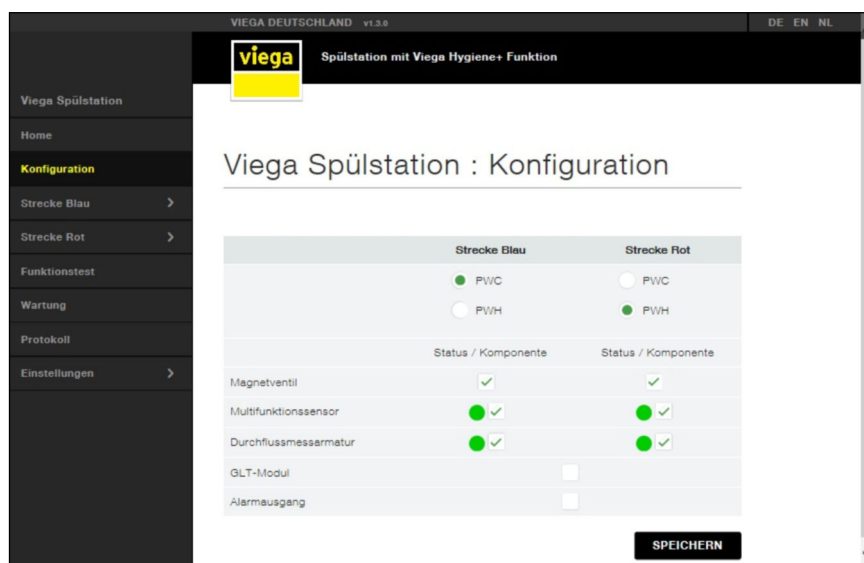 VIEGA DEUTSCHLAND v1.3.0 DE EN NL
viega Spülstation mit Viega Hygiene+ Funktion
Viega Spülstation
Home
Konfiguration
Strecke Blau
Strecke Rot
Funktionstest
Wartung
Protokoll
Einstellungen
Viega Spülstation : Konfiguration
Strecke Blau Strecke Rot
PWC PWC
PWH PWH
Status / Komponente Status / Komponente
Magnetventil
Multifunktionssensor
Durchflussmessarmatur
GLT-Modul
Alarmausgang
SPEICHERN